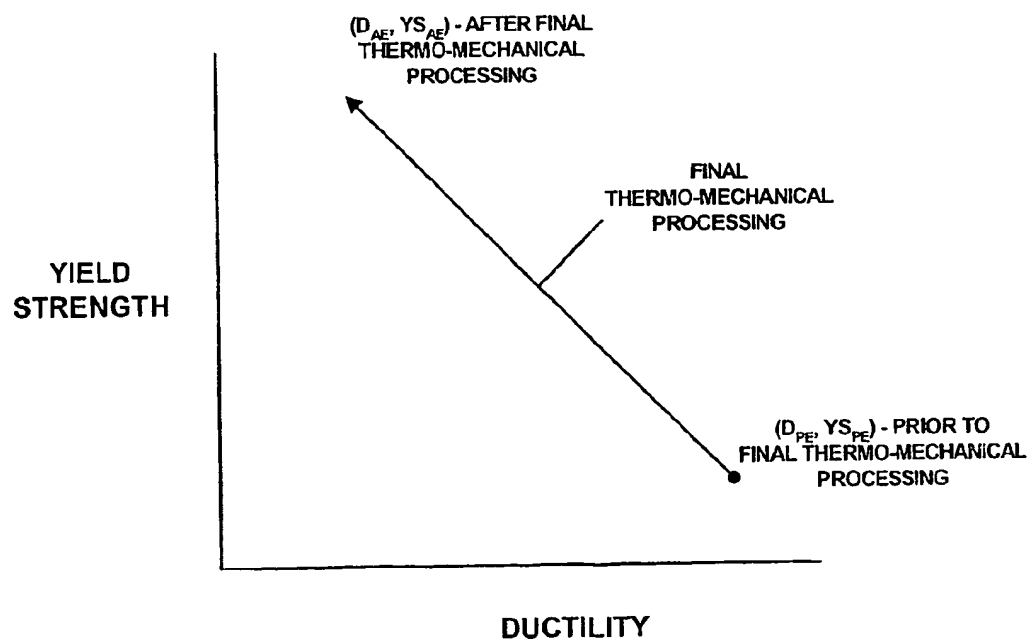 (D_AE, YS_AE) - AFTER FINAL
THERMO-MECHANICAL
PROCESSING
FINAL
THERMO-MECHANICAL
PROCESSING
YIELD
STRENGTH
(D_PE, YS_PE) - PRIOR TO
FINAL THERMO-MECHANICAL
PROCESSING
DUCTILITY